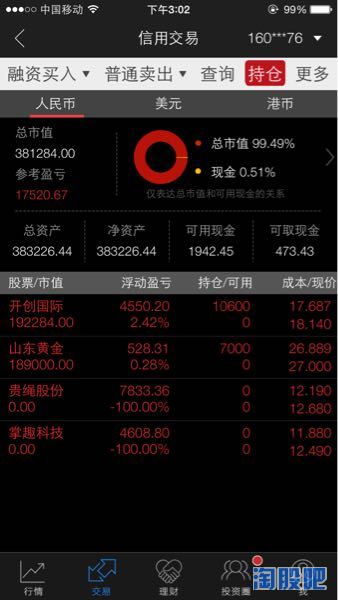 中国移动 下午3:02 99%
信用交易 160***76
融资买入 普通卖出 查询 持仓 更多
人民币 美元 港币
总市值
381284.00
参考盈亏
17520.67
总市值 99.49%
现金 0.51%
仅表达总市值和可用现金的关系
总资产 净资产 可用现金 可取现金
383226.44 383226.44 1942.45 473.43
股票/市值 浮动盈亏 持仓/可用 成本/现价
开创国际 4550.20 10600 17.687
192284.00 2.42% 0 18.140
山东黄金 528.31 7000 26.889
189000.00 0.28% 0 27.000
贵绳股份 7833.36 0 12.190
0.00 -100.00% 0 12.680
掌趣科技 4608.80 0 11.880
0.00 -100.00% 0 12.490
行情 交易 理财 投资圈 我
淘股吧